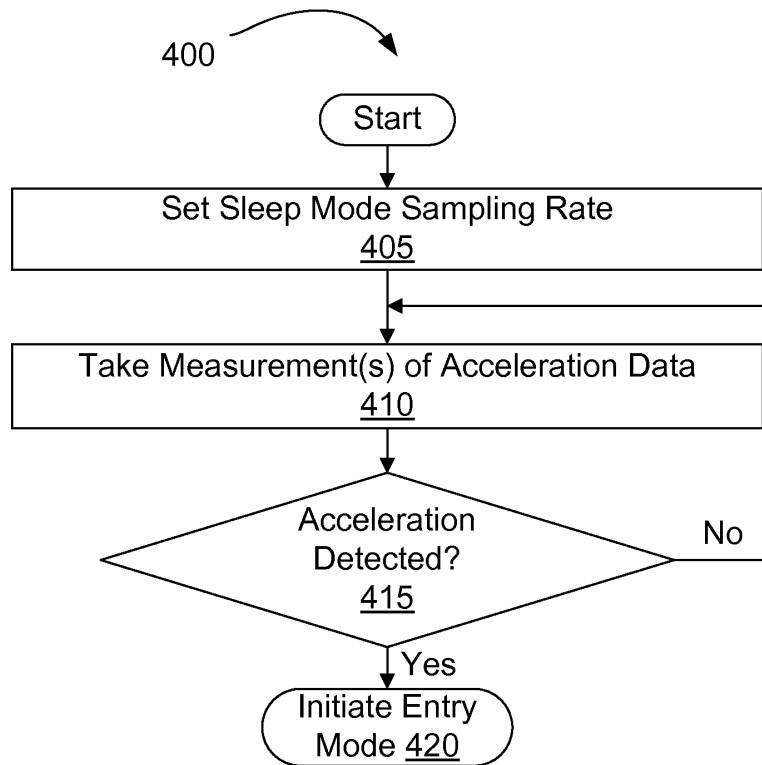 400
Start
Set Sleep Mode Sampling Rate
405
Take Measurement(s) of Acceleration Data
410
Acceleration
Detected?
415
No
Yes
Initiate Entry
Mode 420